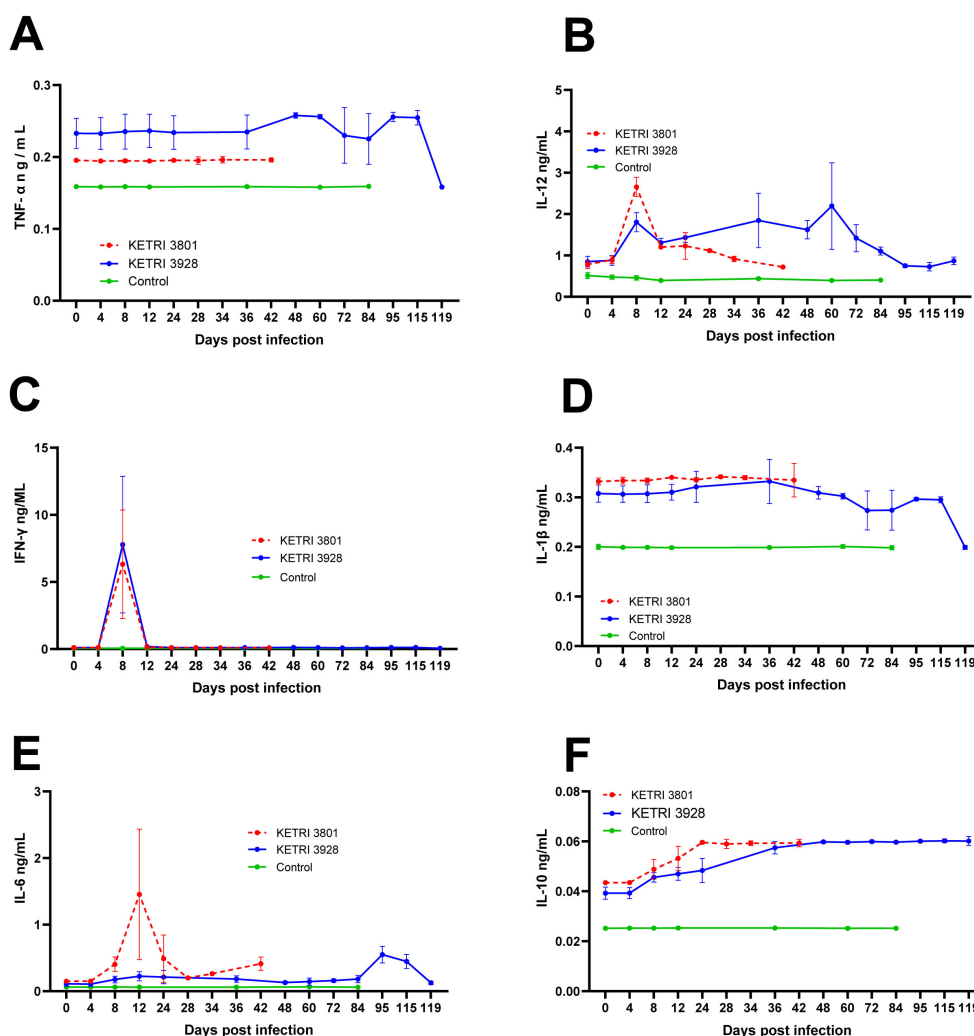 A
TNF- α n g / m L
0.3
0.2
0.1
0.0
KETRI 3801
KETRI 3928
Control
0 4 8 12 24 28 34 36 42 48 60 72 84 95 115 119
Days post infection
B
IL-12 ng/mL
5
4
3
2
1
0
KETRI 3801
KETRI 3928
Control
0 4 8 12 24 28 34 36 42 48 60 72 84 95 115 119
Days post infection
C
IFN-γ ng/ML
15
10
5
0
KETRI 3801
KETRI 3928
Control
0 4 8 12 24 28 34 36 42 48 60 72 84 95 115 119
Days post infection
D
IL-1β ng/mL
0.4
0.3
0.2
0.1
0.0
KETRI 3801
KETRI 3928
Control
0 4 8 12 24 28 34 36 42 48 60 72 84 95 115 119
Days post infection
E
IL-6 ng/mL
3
2
1
0
KETRI 3801
KETRI 3928
Control
0 4 8 12 24 28 34 36 42 48 60 72 84 95 115 119
Days post infection
F
IL-10 ng/mL
0.08
0.06
0.04
0.02
0.00
KETRI 3801
KETRI 3928
Control
0 4 8 12 24 28 34 36 42 48 60 72 84 95 115 119
Days post infection